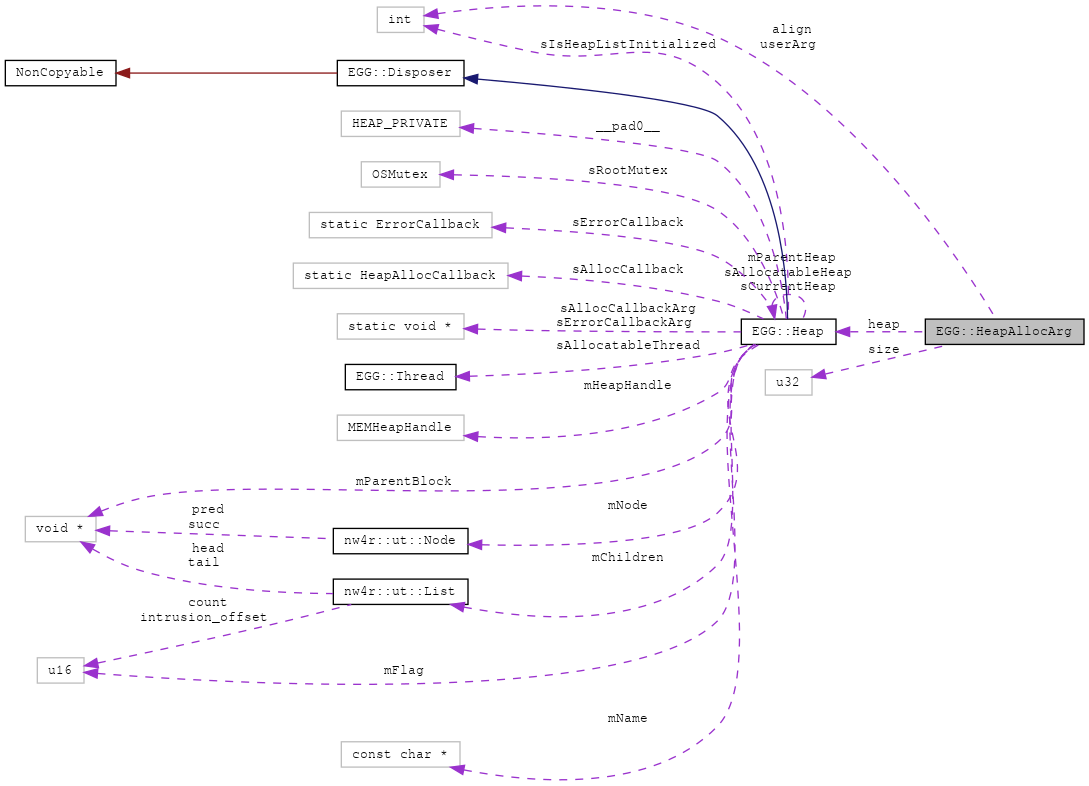 int
align
userArg
sIsHeapListInitialized
NonCopyable
EGG::Disposer
HEAP_PRIVATE
__pad0__
OSMutex
sRootMutex
static ErrorCallback
sErrorCallback
static HeapAllocCallback
sAllocCallback
mParentHeap
sAllocatableHeap
sCurrentHeap
static void *
sAllocCallbackArg
sErrorCallbackArg
EGG::Heap
heap
EGG::HeapAllocArg
sAllocatableThread
EGG::Thread
size
u32
mHeapHandle
MEMHeapHandle
mParentBlock
void *
pred
succ
nw4r::ut::Node
mNode
head
tail
nw4r::ut::List
mChildren
count
intrusion_offset
u16
mFlag
mName
const char *